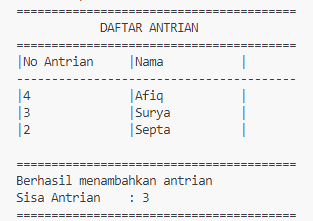 ========================================
DAFTAR ANTRIAN
========================================
|No Antrian     |Nama           |
----------------------------------------
|4              |Afiq           |
|3              |Surya          |
|2              |Septa          |
========================================
Berhasil menambahkan antrian
Sisa Antrian    : 3
========================================